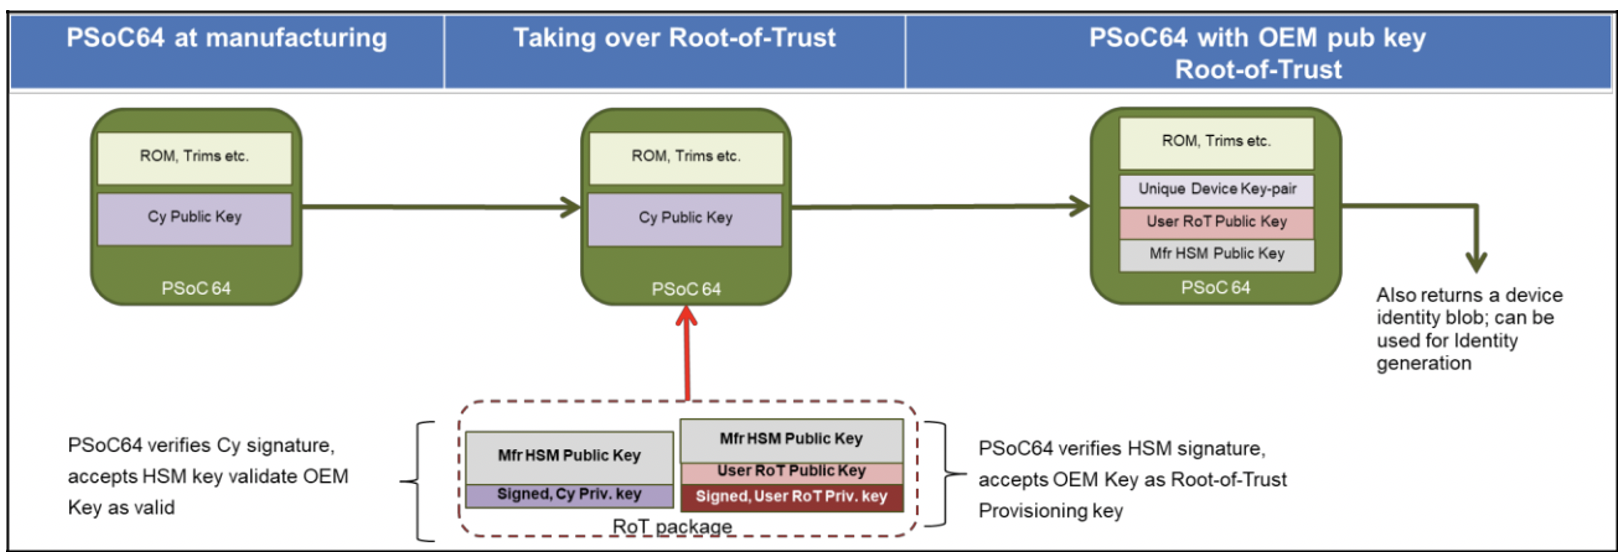 PSoC64 at manufacturing
Taking over Root-of-Trust
PSoC64 with OEM pub key
Root-of-Trust
ROM, Trims etc.
Cy Public Key
PSoC 64
ROM, Trims etc.
Cy Public Key
PSoC 64
ROM, Trims etc.
Unique Device Key-pair
User RoT Public Key
Mfr HSM Public Key
PSoC 64
Also returns a device
identity blob; can be
used for Identity
generation
PSoC64 verifies Cy signature,
accepts HSM key validate OEM
Key as valid
Mfr HSM Public Key
Signed, Cy Priv. key
Mfr HSM Public Key
User RoT Public Key
Signed, User RoT Priv. key
RoT package
PSoC64 verifies HSM signature,
accepts OEM Key as Root-of-Trust
Provisioning key